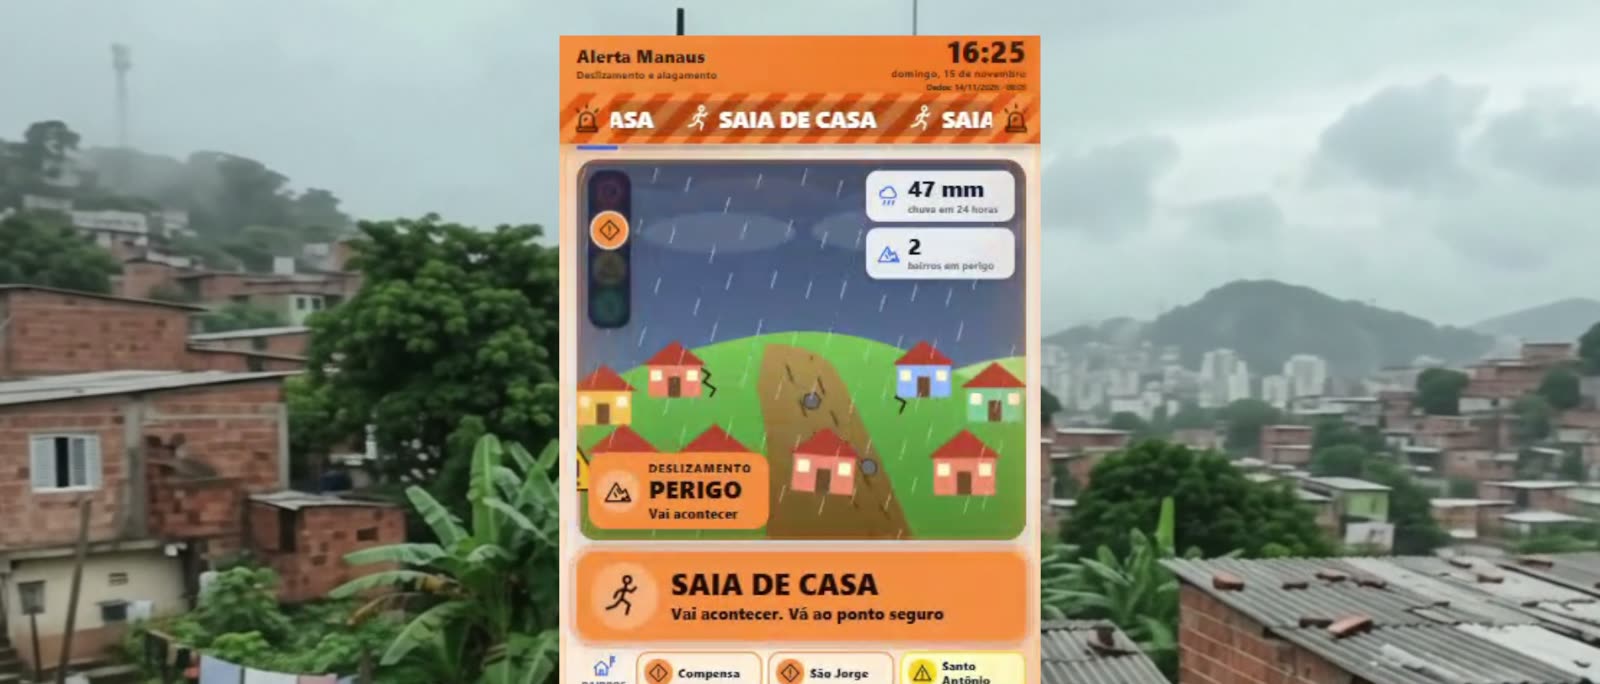 Alerta Manaus
Deslizamento e alagamento
16:25
domingo, 15 de novembro
ASA SAIA DE CASA SAIA
47 mm
chuva em 24 horas
2
bairros em perigo
DESLIZAMENTO
PERIGO
Vai acontecer
SAIA DE CASA
Vai acontecer. Vá ao ponto seguro
Compensa
São Jorge
Santo
Antônio